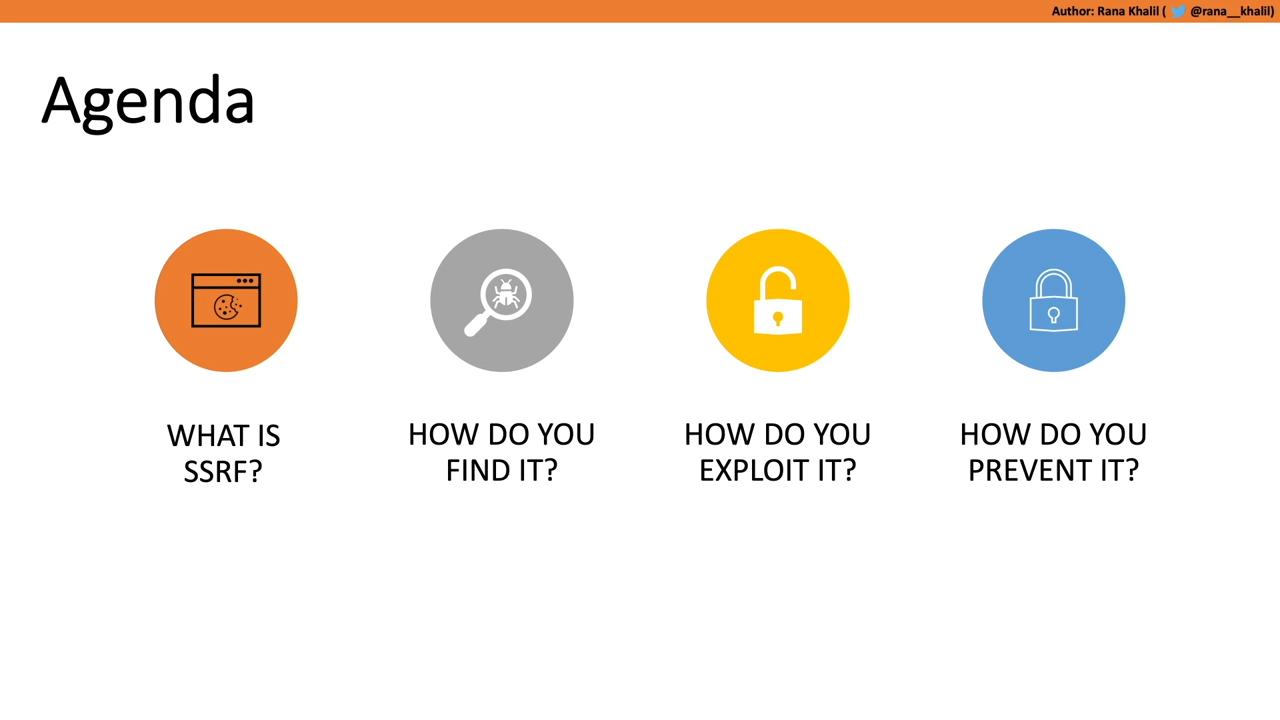 Author: Rana Khalil ( @rana__khalil)
Agenda
WHAT IS
SSRF?
HOW DO YOU
FIND IT?
HOW DO YOU
EXPLOIT IT?
HOW DO YOU
PREVENT IT?